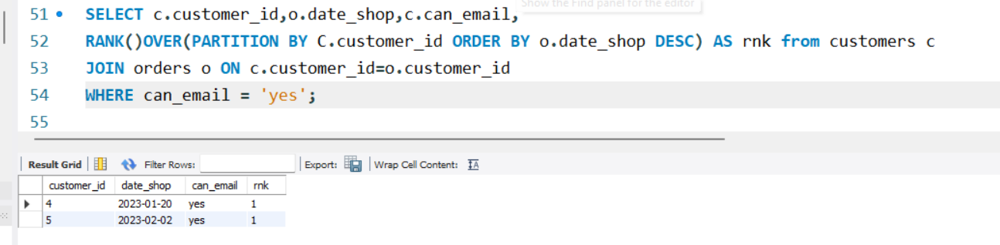 Show the Find panel for the editor
51 SELECT c.customer_id,o.date_shop,c.can_email,
52 RANK()OVER(PARTITION BY C.customer_id ORDER BY o.date_shop DESC) AS rnk from customers c
53 JOIN orders o ON c.customer_id=o.customer_id
54 WHERE can_email = 'yes';
55
Result Grid Filter Rows: Export: Wrap Cell Content: IA
customer_id date_shop can_email rnk
4 2023-01-20 yes 1
5 2023-02-02 yes 1